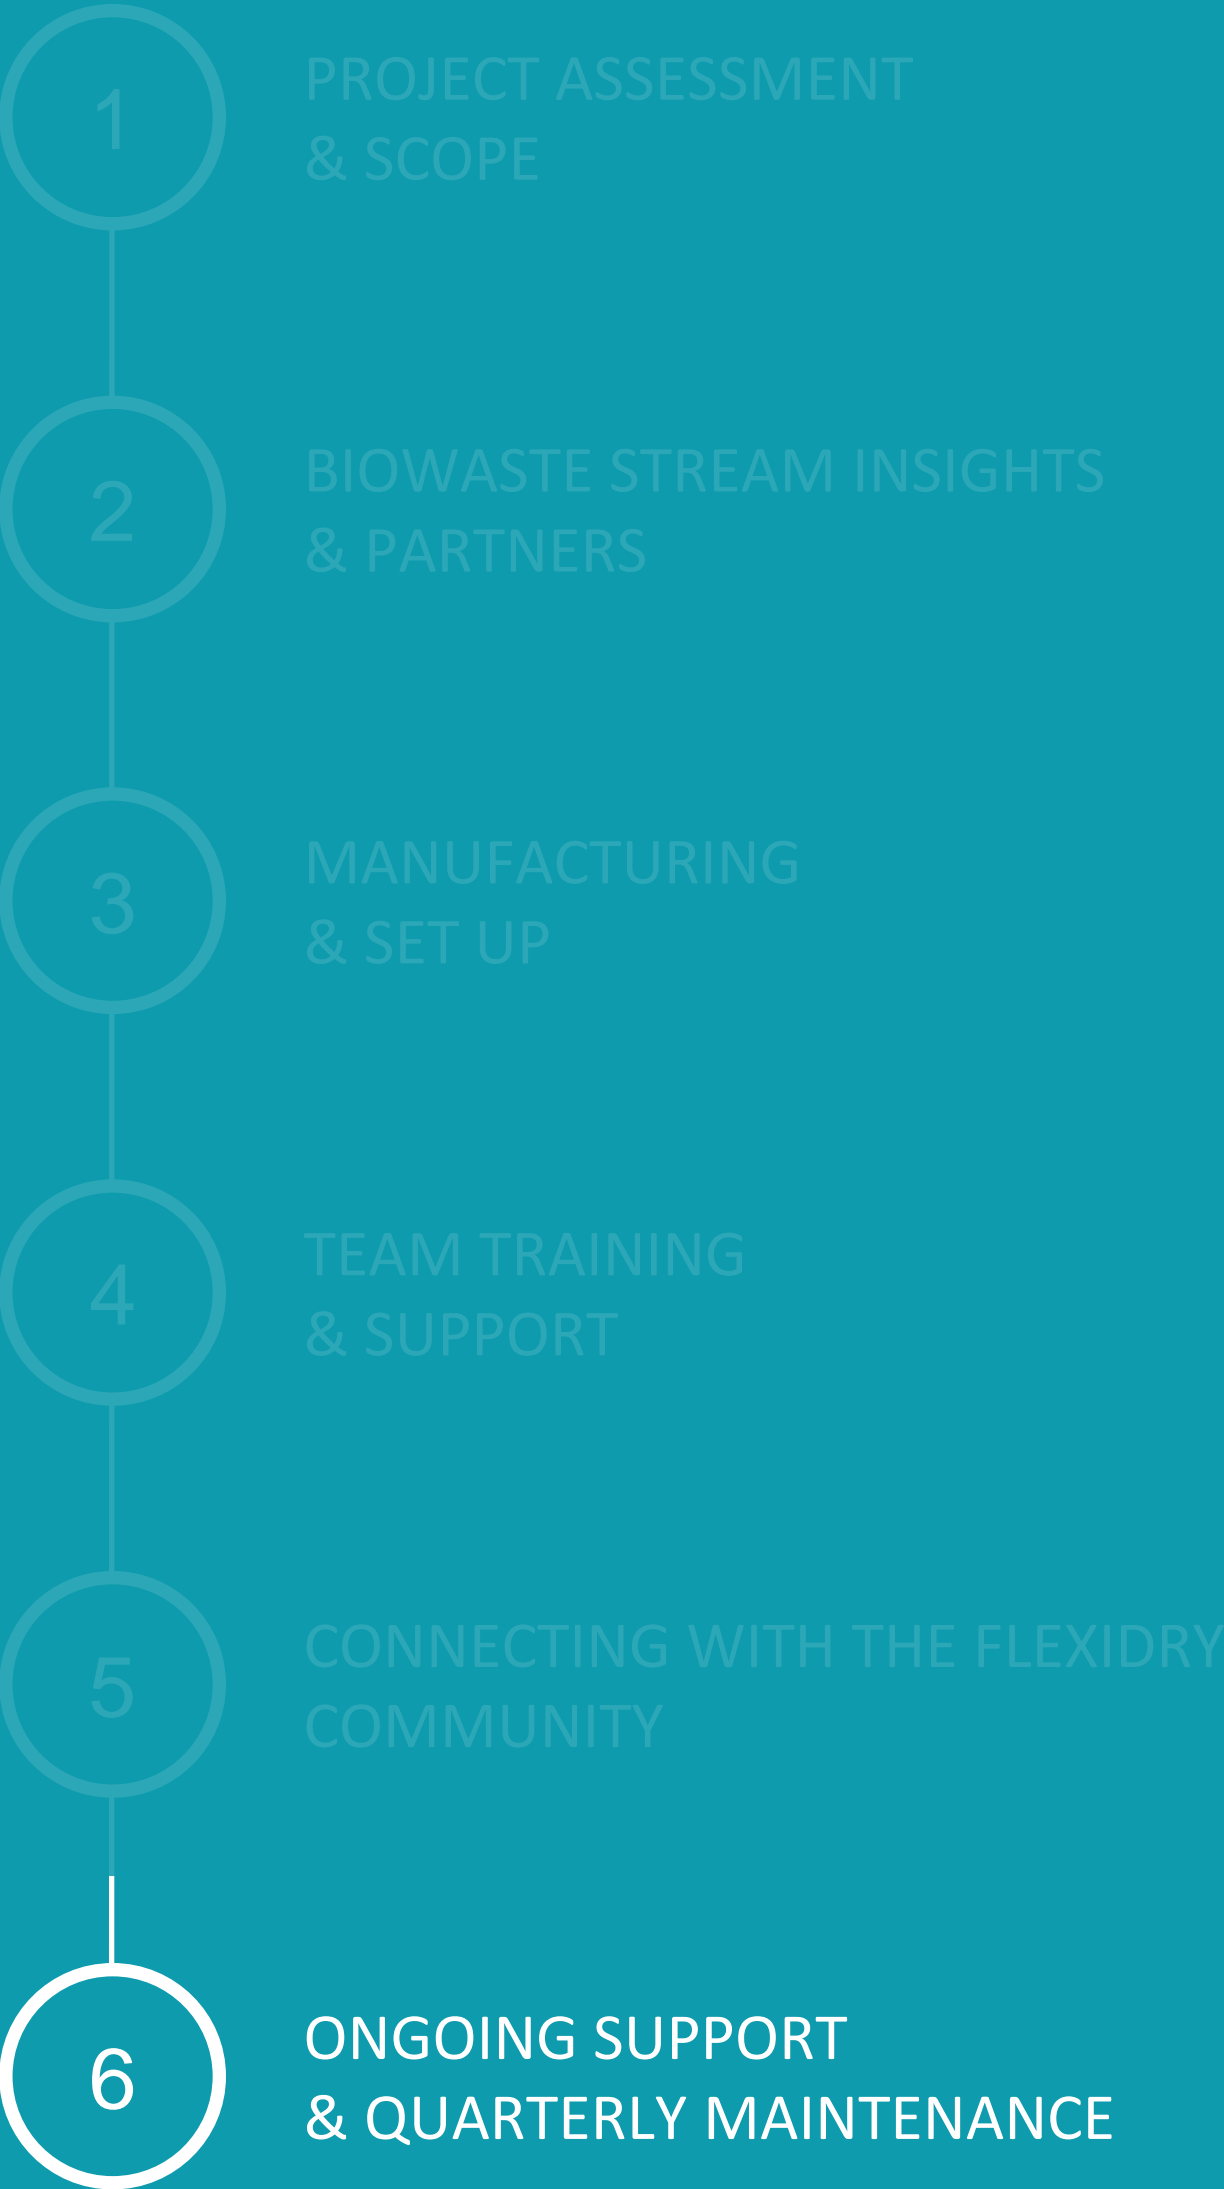 1
PROJECT ASSESSMENT
& SCOPE
2
BIOWASTE STREAM INSIGHTS
& PARTNERS
3
MANUFACTURING
& SET UP
4
TEAM TRAINING
& SUPPORT
5
CONNECTING WITH THE FLEXIDRY
COMMUNITY
6
ONGOING SUPPORT
& QUARTERLY MAINTENANCE